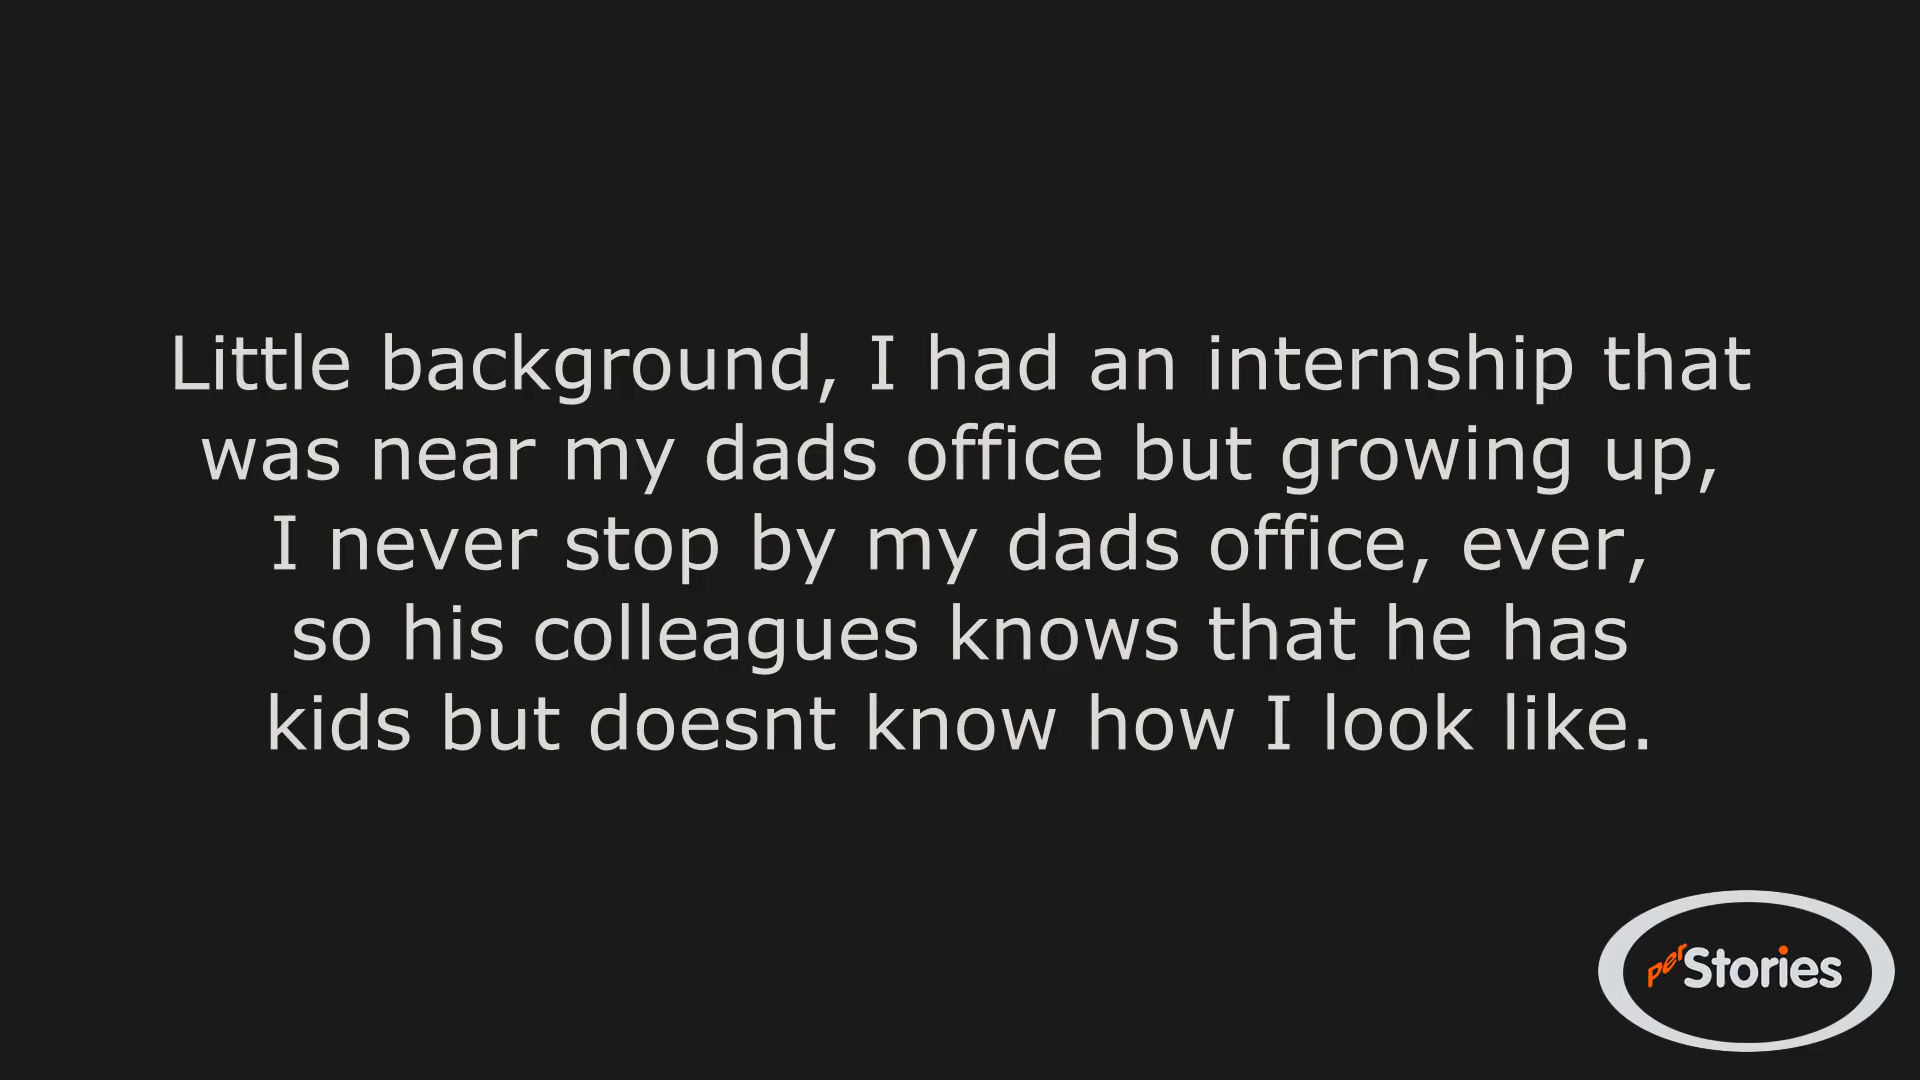 Little background, I had an internship that
was near my dads office but growing up,
I never stop by my dads office, ever,
so his colleagues knows that he has
kids but doesnt know how I look like.
perStories